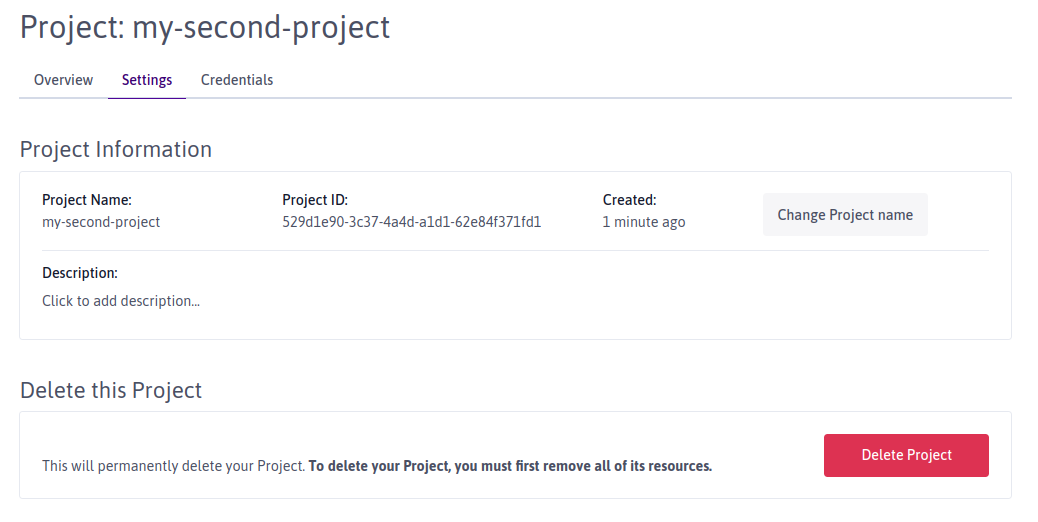 Project: my-second-project
Overview Settings Credentials
Project Information
Project Name: Project ID: Created:
my-second-project 529d1e90-3c37-4a4d-a1d1-62e84f371fd1 1 minute ago Change Project name
Description:
Click to add description...
Delete this Project
This will permanently delete your Project. To delete your Project, you must first remove all of its resources. Delete Project